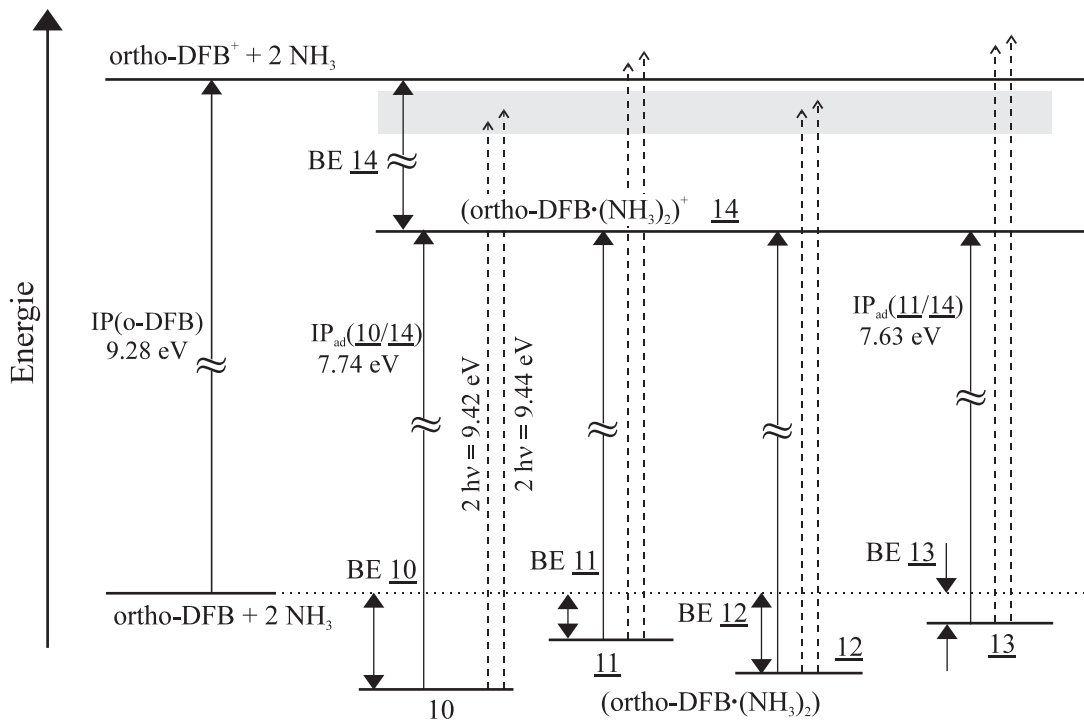 ortho-DFB⁺ + 2 NH₃
BE 14
(ortho-DFB·(NH₃)₂)⁺ 14
Energie
IP(o-DFB)
9.28 eV
IPad(10/14)
7.74 eV
2 hν = 9.42 eV
2 hν = 9.44 eV
IPad(11/14)
7.63 eV
BE 10
BE 11
BE 12
BE 13
ortho-DFB + 2 NH₃
10
11
12
13
(ortho-DFB·(NH₃)₂)